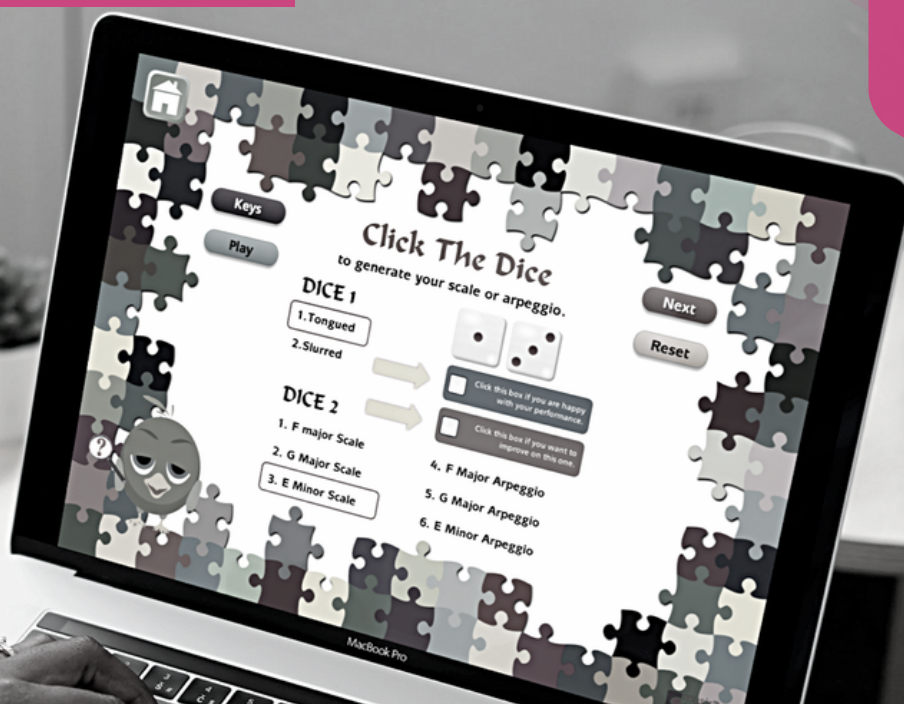 Keys
Play
Click The Dice
to generate your scale or arpeggio.
DICE 1
1.Tongued
2.Slurred
Next
Reset
Click this box if you are happy
with your performance.
Click this box if you want to
improve on this one.
DICE 2
1. F major Scale
2. G Major Scale
3. E Minor Scale
4. F Major Arpeggio
5. G Major Arpeggio
6. E Minor Arpeggio
?
MacBook Pro